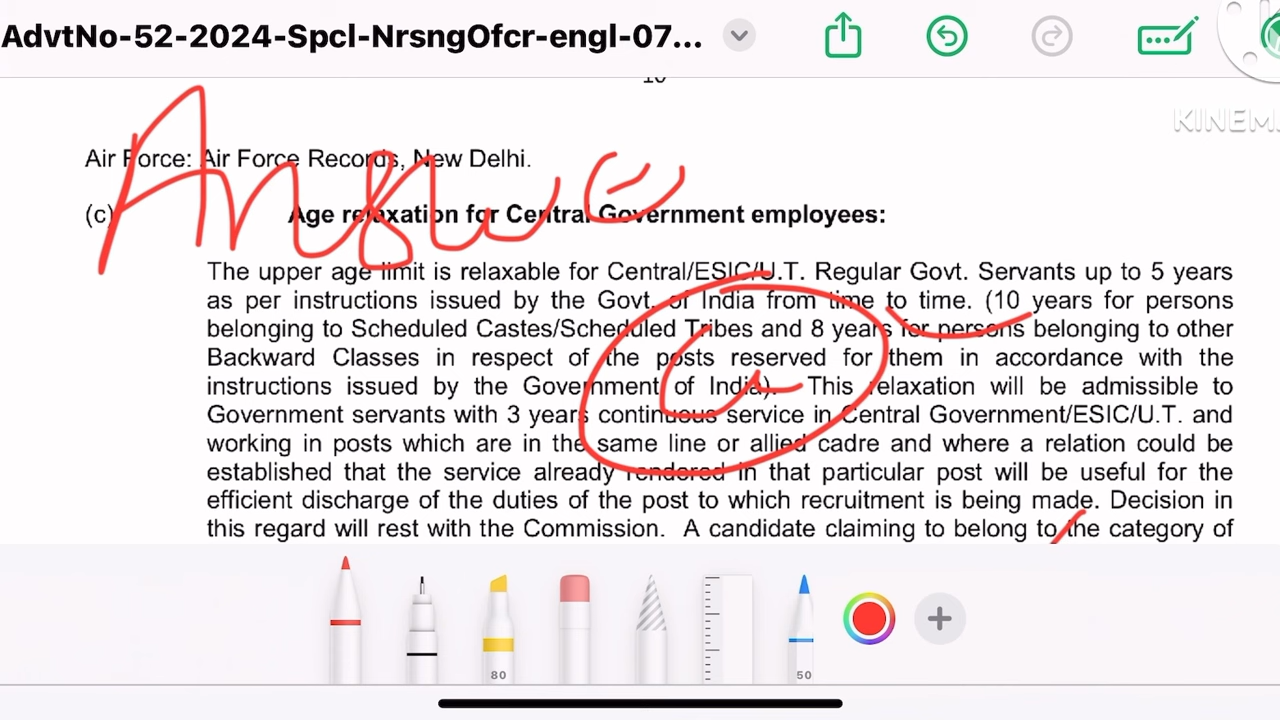 AdvtNo-52-2024-Spcl-NrsngOfcr-engl-07...
10
KINEM
Air Force: Air Force Records, New Delhi.
(c) Age relaxation for Central Government employees:
The upper age limit is relaxable for Central/ESIC/U.T. Regular Govt. Servants up to 5 years
as per instructions issued by the Govt. of India from time to time. (10 years for persons
belonging to Scheduled Castes/Scheduled Tribes and 8 years for persons belonging to other
Backward Classes in respect of the posts reserved for them in accordance with the
instructions issued by the Government of India). This relaxation will be admissible to
Government servants with 3 years continuous service in Central Government/ESIC/U.T. and
working in posts which are in the same line or allied cadre and where a relation could be
established that the service already rendered in that particular post will be useful for the
efficient discharge of the duties of the post to which recruitment is being made. Decision in
this regard will rest with the Commission. A candidate claiming to belong to the category of
Answer
a
80
50